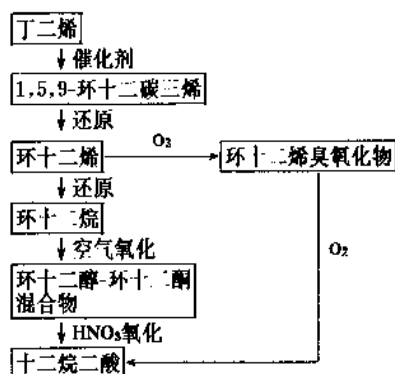 丁二烯
催化剂
1,5,9-环十二碳三烯
还原
环十二烯
O₃
环十二烯臭氧化物
还原
环十二烷
空气氧化
O₂
环十二醇-环十二酮
混合物
HNO₃氧化
十二烷二酸